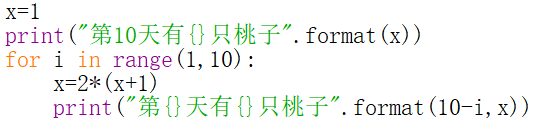 x=1
print("第10天有{}只桃子".format(x))
for i in range(1,10):
    x=2*(x+1)
    print("第{}天有{}只桃子".format(10-i,x))